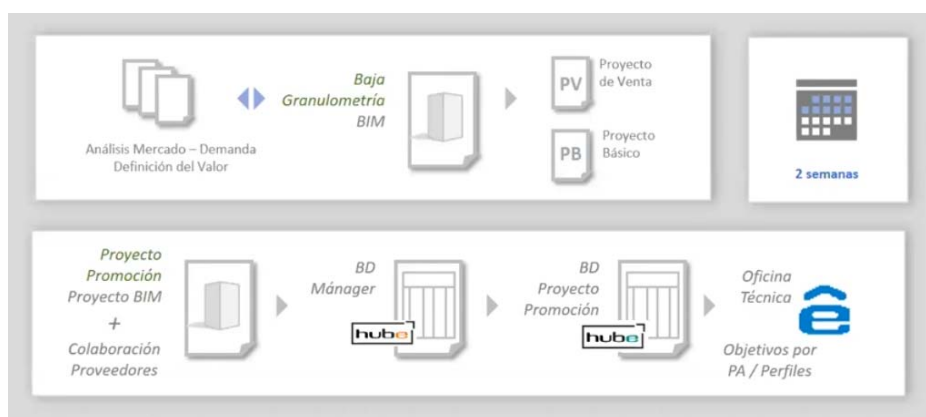 Análisis Mercado – Demanda
Definición del Valor
Baja
Granulometría
BIM
PV
Proyecto
de Venta
PB
Proyecto
Básico
2 semanas
Proyecto
Promoción
Proyecto BIM
+
Colaboración
Proveedores
BD
Mánager
hube
BD
Proyecto
Promoción
hube
Oficina
Técnica
Objetivos por
PA / Perfiles